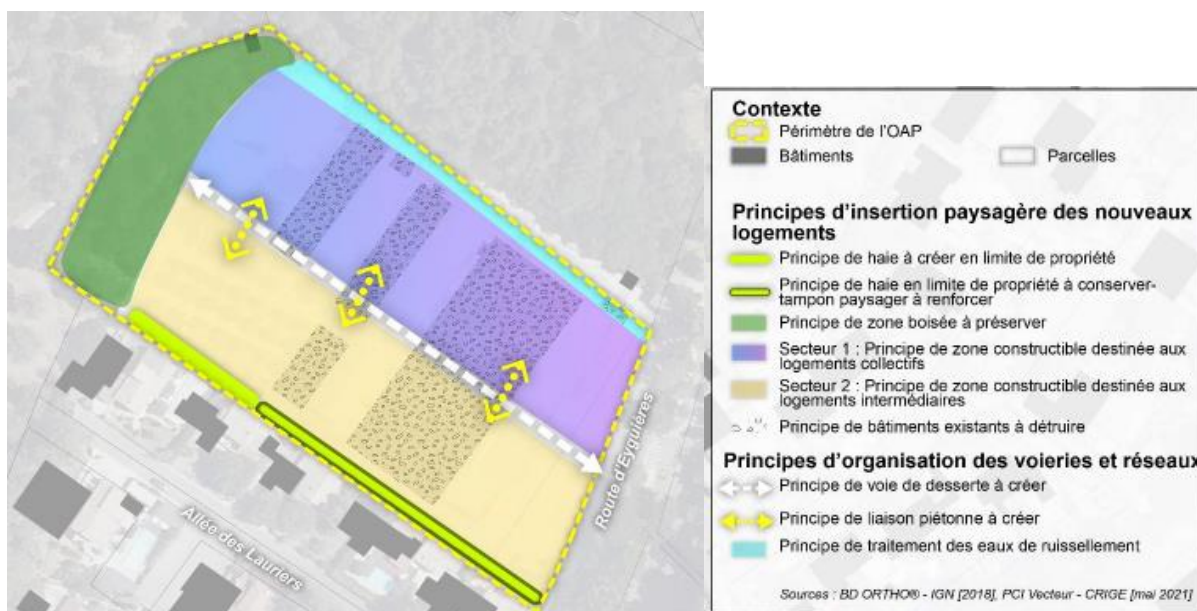 Allée des Lauriers
Route d'Eyguières
Contexte
Périmètre de l'OAP
Bâtiments
Parcelles
Principes d'insertion paysagère des nouveaux
logements
Principe de haie à créer en limite de propriété
Principe de haie en limite de propriété à conserver-
tampon paysager à renforcer
Principe de zone boisée à préserver
Secteur 1 : Principe de zone constructible destinée aux
logements collectifs
Secteur 2 : Principe de zone constructible destinée aux
logements intermédiaires
Principe de bâtiments existants à détruire
Principes d'organisation des voieries et réseaux
Principe de voie de desserte à créer
Principe de liaison piétonne à créer
Principe de traitement des eaux de ruissellement
Sources : BD ORTHO® - IGN [2018], PCI Vecteur - CRIGE [mai 2021]